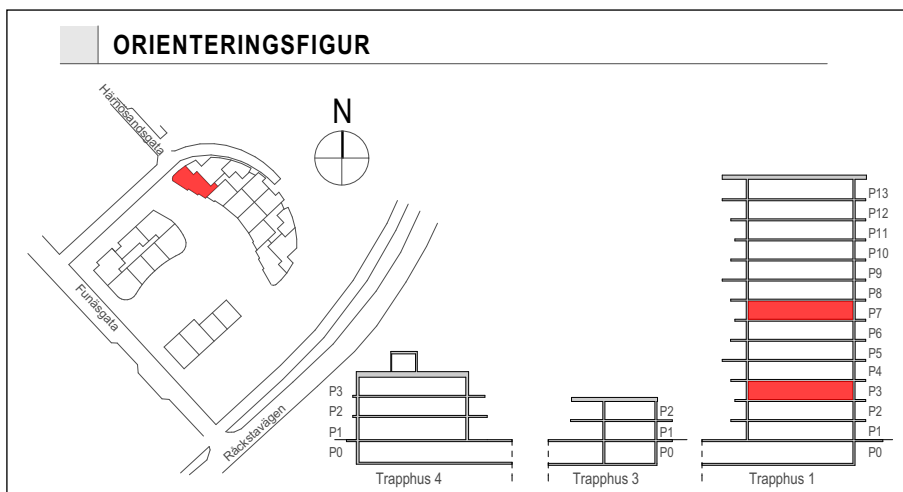 ORIENTERINGSFIGUR
Härnösandsgata
N
Funäsgata
Råckstavägen
P3
P2
P1
P0
Trapphus 4
P2
P1
P0
Trapphus 3
P13
P12
P11
P10
P9
P8
P7
P6
P5
P4
P3
P2
P1
P0
Trapphus 1